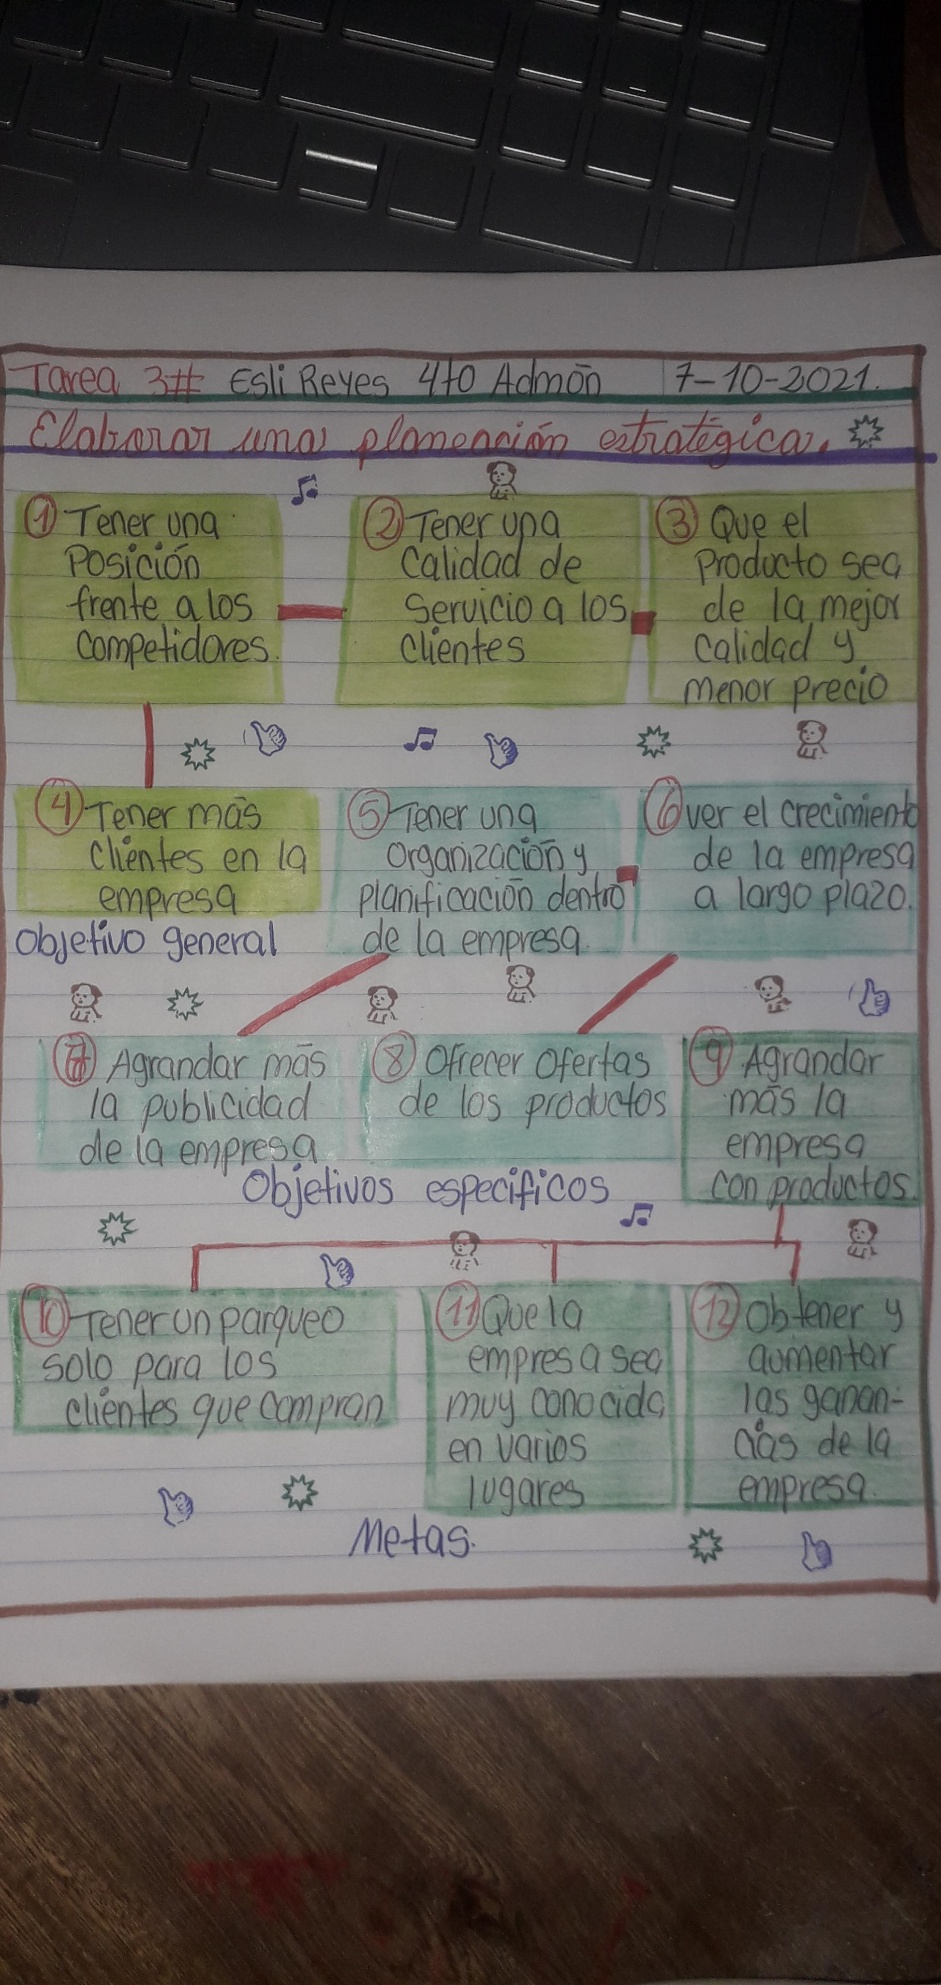 Tarea 3# Esli Reyes 4to Admōn 7-10-2021.
Elaborar una planeación estratégica.
① Tener una
Posición
frente a los
Competidores.
② Tener una
Calidad de
Servicio a los
Clientes
③ Que el
Producto sea
de la mejor
Calidad y
menor precio
④ Tener más
Clientes en la
empresa
Objetivo general
⑤ Tener una
Organización y
planificación dentro
de la empresa.
⑥ ver el crecimiento
de la empresa
a largo plazo.
⑦ Agrandar más
la publicidad
de la empresa
⑧ Ofrecer Ofertas
de los productos
⑨ Agrandar
más la
empresa
con productos.
Objetivos especificos
⑩ Tener un parqueo
solo para los
clientes que compran
⑪ Que la
empresa sea
muy conocida
en varios
lugares
⑫ Obtener y
aumentar
las ganan-
cias de la
empresa.
Metas.